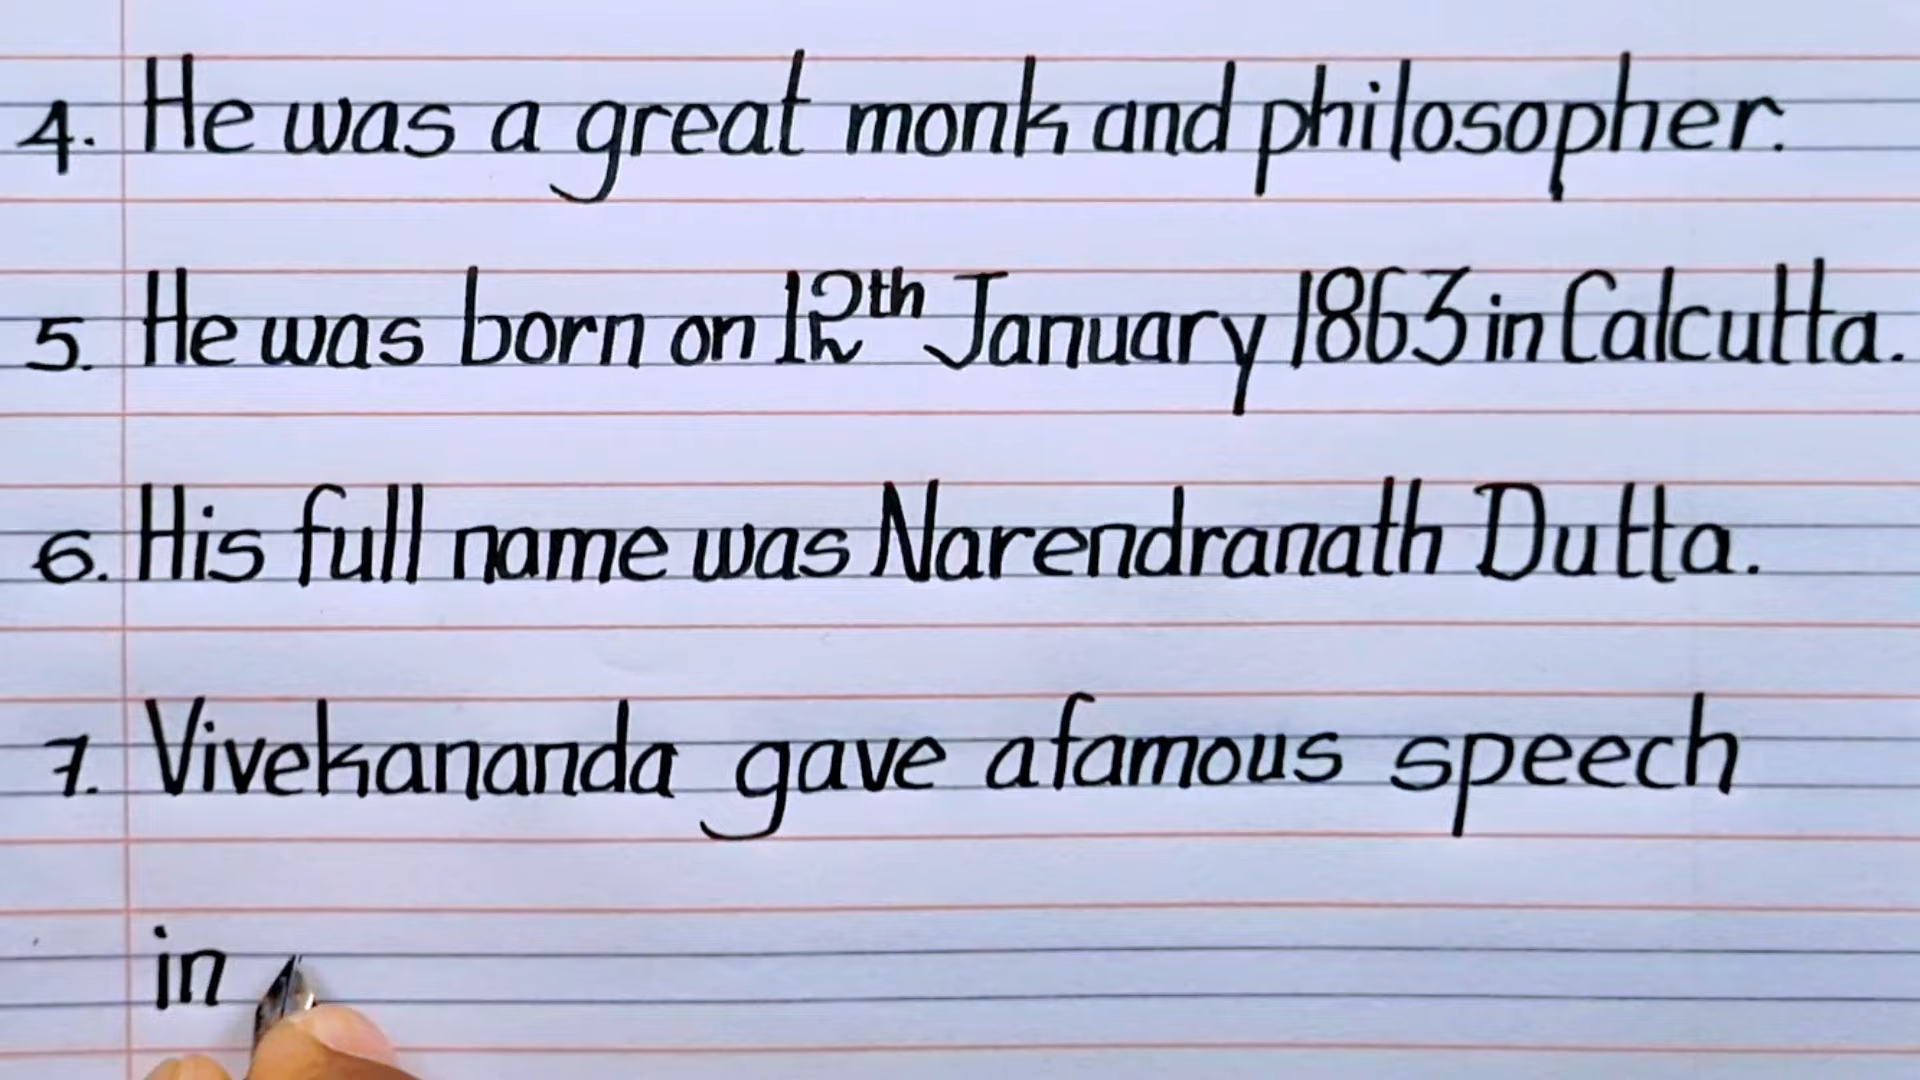 4. He was a great monk and philosopher.
5. He was born on 12th January 1863 in Calcutta.
6. His full name was Narendranath Dutta.
7. Vivekananda gave a famous speech
in